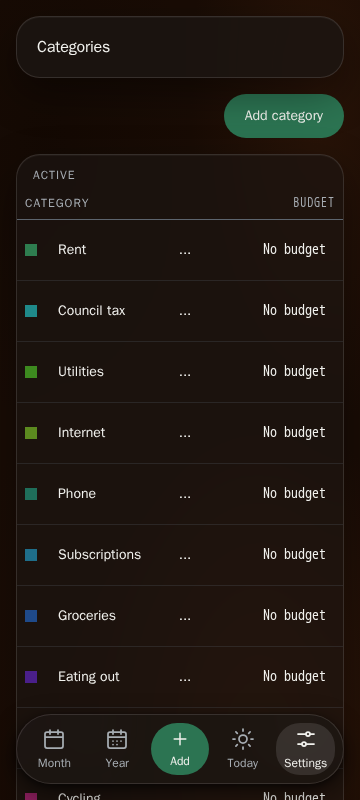 Categories
Add category
ACTIVE
CATEGORY BUDGET
Rent ... No budget
Council tax ... No budget
Utilities ... No budget
Internet ... No budget
Phone ... No budget
Subscriptions ... No budget
Groceries ... No budget
Eating out ... No budget
Month Year Add Today Settings
Cycling